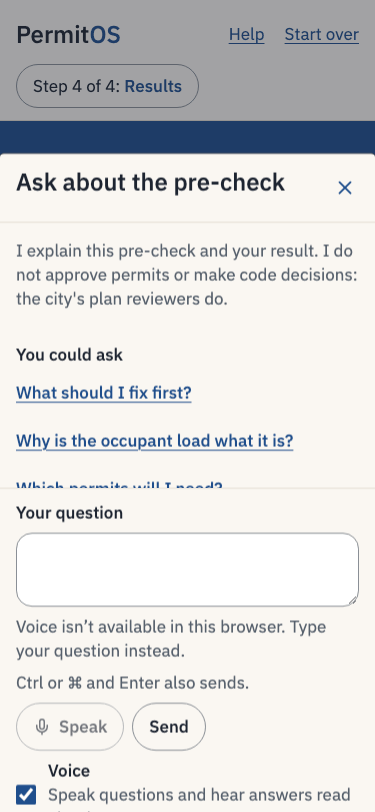 PermitOS
Help
Start over
Step 4 of 4: Results
Ask about the pre-check
I explain this pre-check and your result. I do
not approve permits or make code decisions:
the city's plan reviewers do.
You could ask
What should I fix first?
Why is the occupant load what it is?
Which permits will I need?
Your question
Voice isn’t available in this browser. Type
your question instead.
Ctrl or ⌘ and Enter also sends.
Speak
Send
Voice
Speak questions and hear answers read